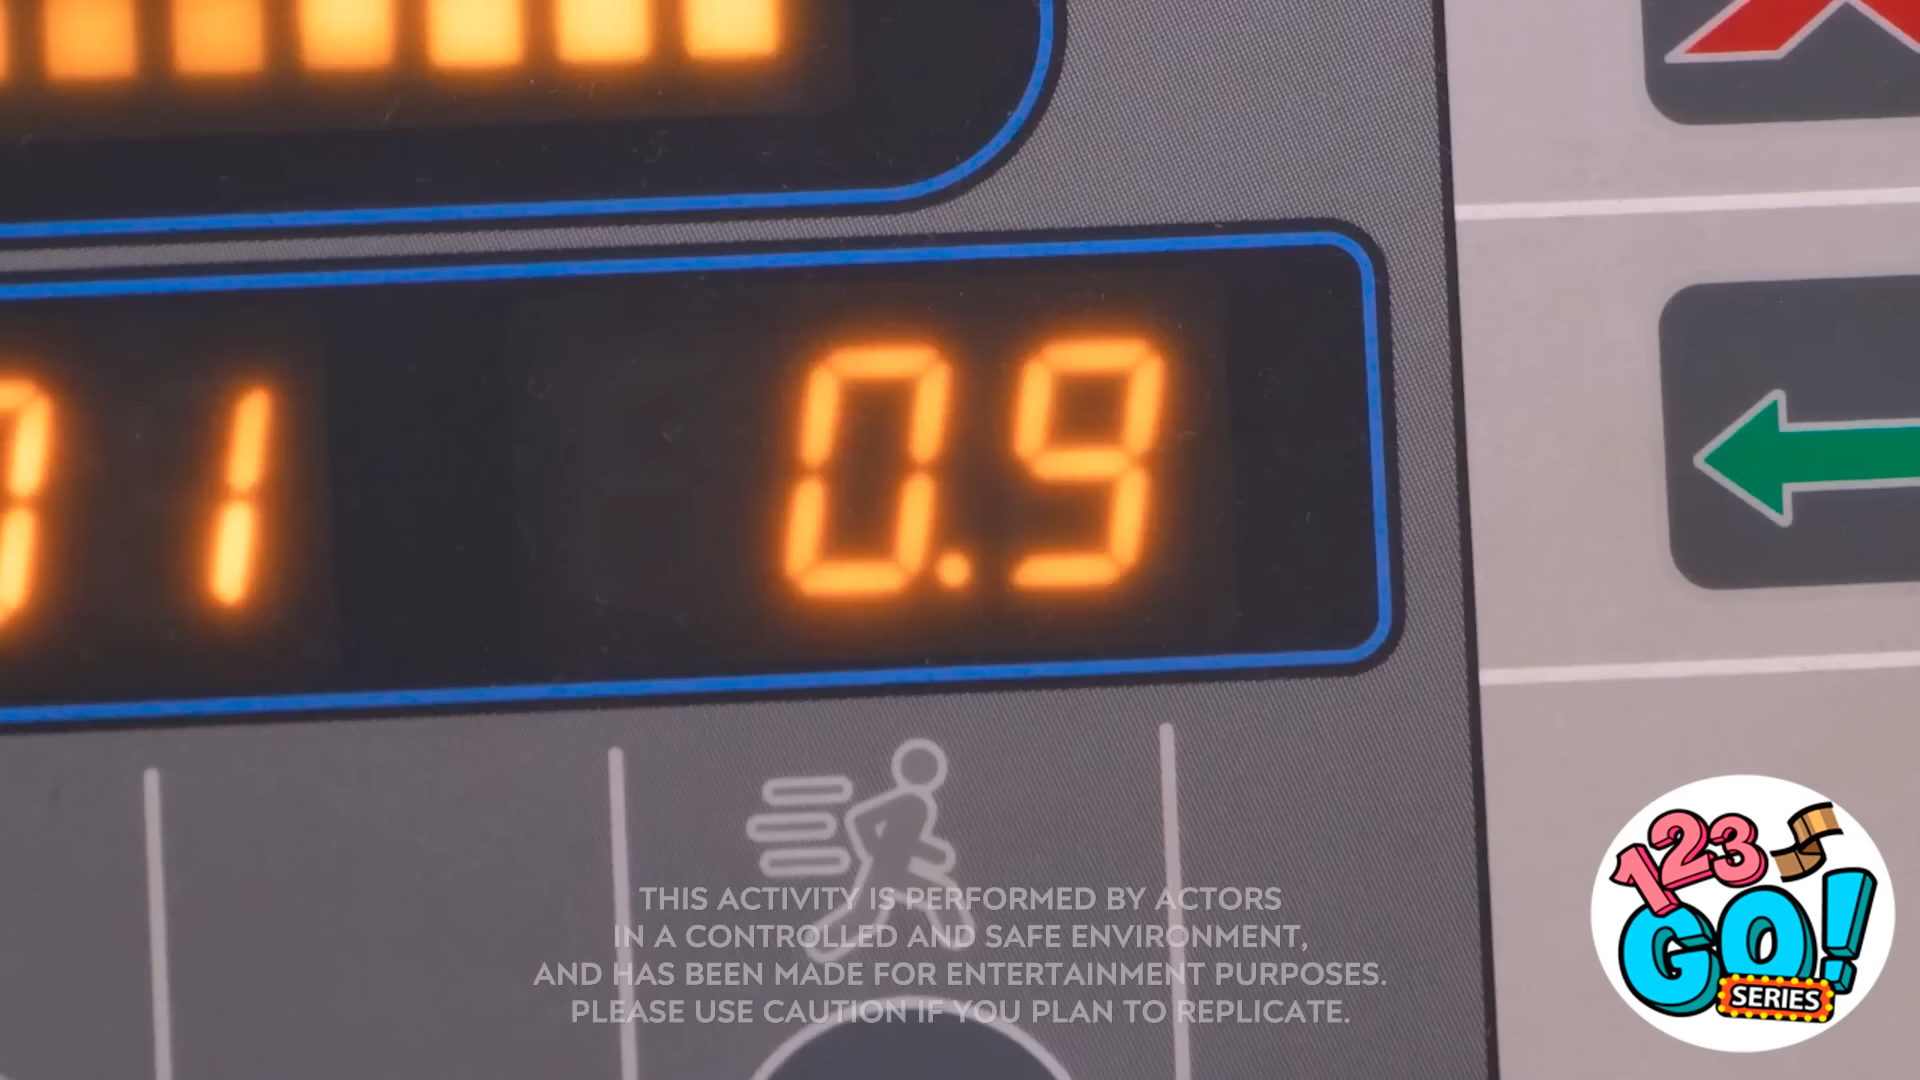 1 0.9
THIS ACTIVITY IS PERFORMED BY ACTORS
IN A CONTROLLED AND SAFE ENVIRONMENT,
AND HAS BEEN MADE FOR ENTERTAINMENT PURPOSES.
PLEASE USE CAUTION IF YOU PLAN TO REPLICATE.
123
GO!
SERIES